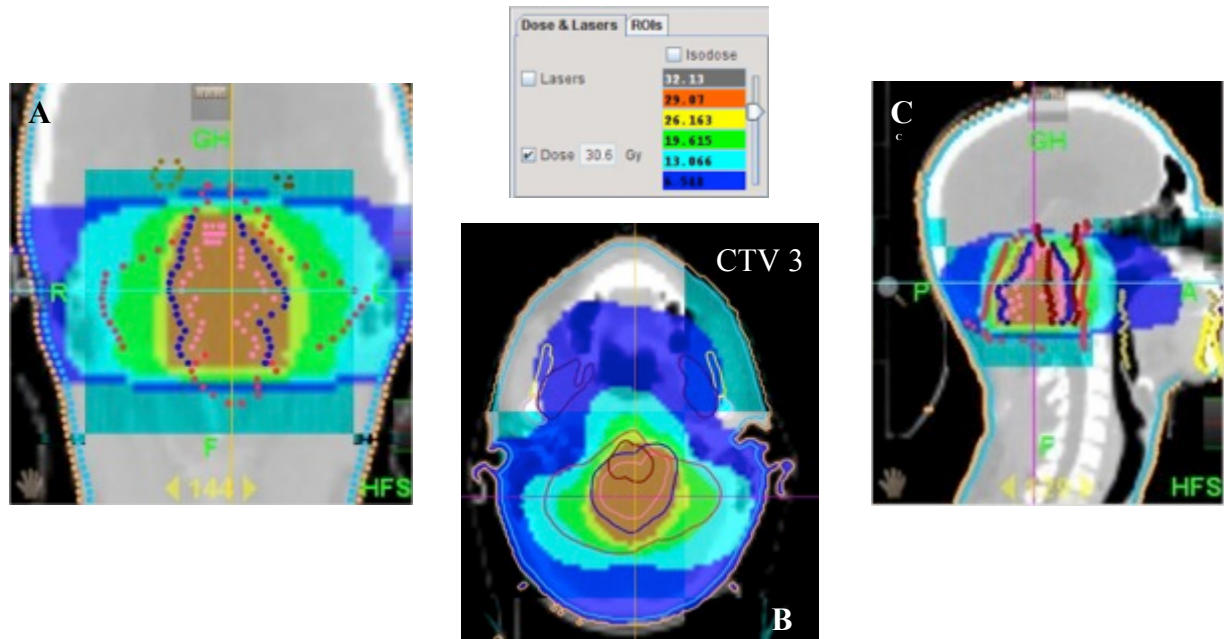 Dose & Lasers ROIs
Isodose
Lasers
32.13
29.07
26.163
19.615
13.066
Dose 30.6 Gy
A
GH
R
F
144
HFS
CTV 3
B
C
c
GH
P
A
F
HFS